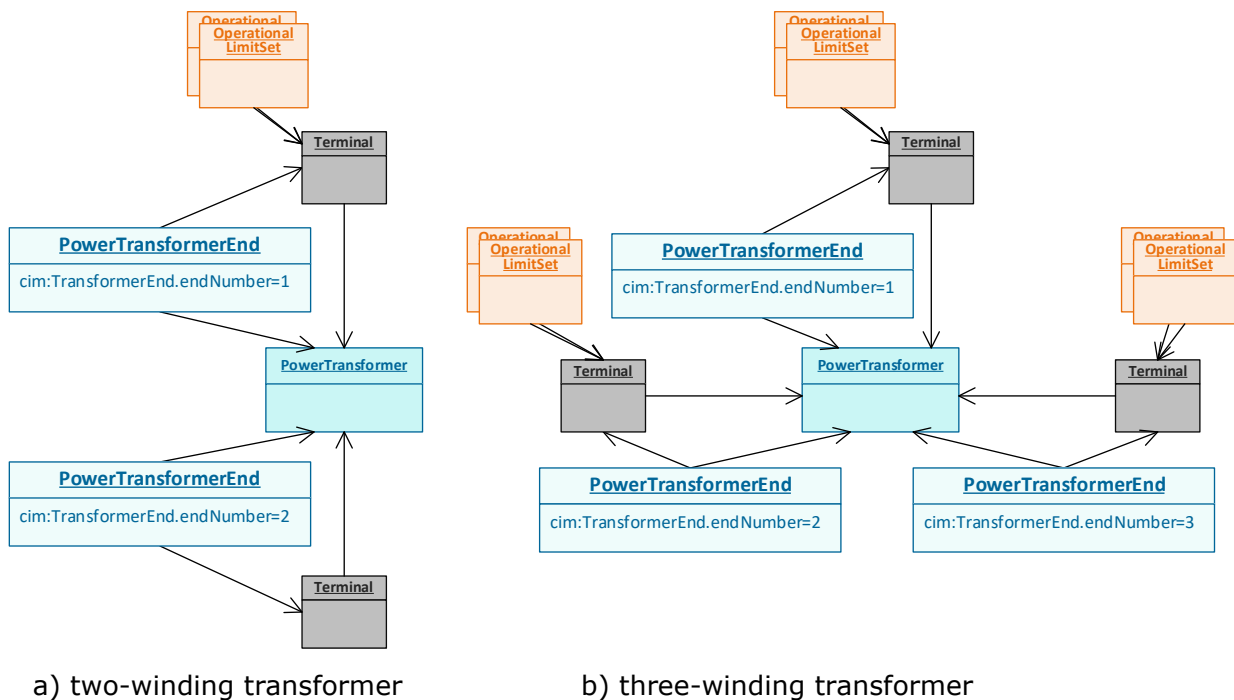 Operational
Operational
LimitSet
Terminal
PowerTransformerEnd
cim:TransformerEnd.endNumber=1
PowerTransformer
PowerTransformerEnd
cim:TransformerEnd.endNumber=2
Terminal
a) two-winding transformer
Operational
Operational
LimitSet
Terminal
PowerTransformerEnd
cim:TransformerEnd.endNumber=1
Operational
Operational
LimitSet
Operational
Operational
LimitSet
Terminal
PowerTransformer
Terminal
PowerTransformerEnd
cim:TransformerEnd.endNumber=2
PowerTransformerEnd
cim:TransformerEnd.endNumber=3
b) three-winding transformer